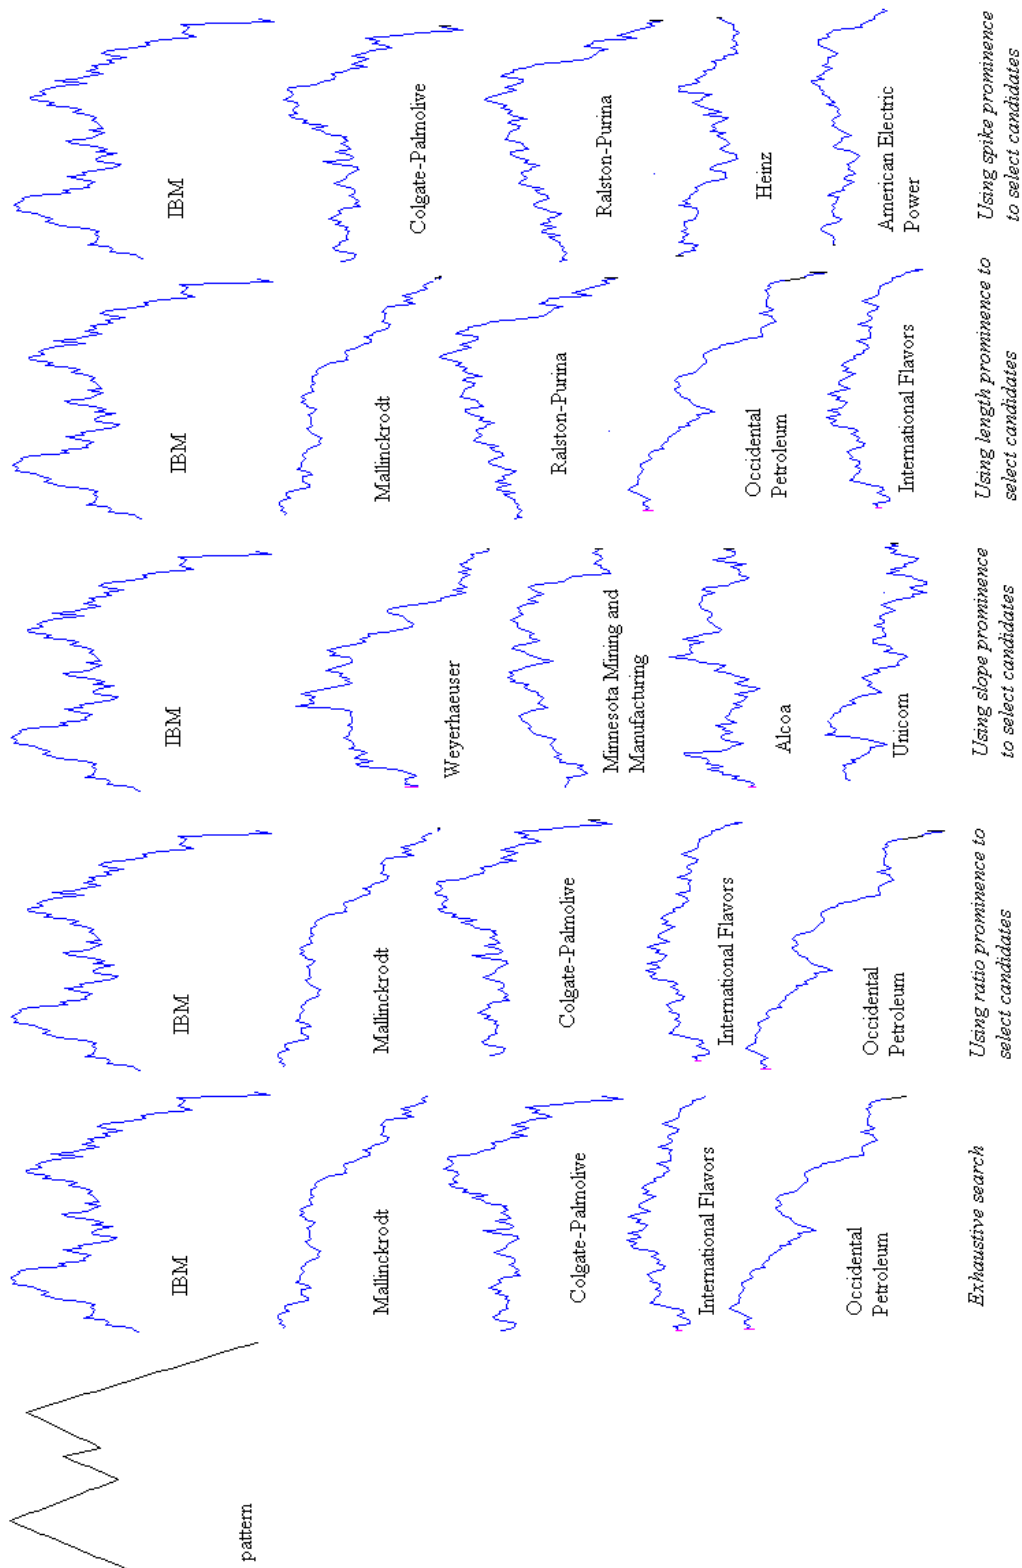 pattern
IBM
Mallinckrodt
Colgate-Palmolive
International Flavors
Occidental
Petroleum
Exhaustive search
IBM
Mallinckrodt
Colgate-Palmolive
International Flavors
Occidental
Petroleum
Using ratio prominence to
select candidates
IBM
Weyerhaeuser
Minnesota Mining and
Manufacturing
Alcoa
Unicom
Using slope prominence
to select candidates
IBM
Mallinckrodt
Ralston-Purina
Occidental
Petroleum
International Flavors
Using length prominence to
select candidates
IBM
Colgate-Palmolive
Ralston-Purina
Heinz
American Electric
Power
Using spike prominence
to select candidates